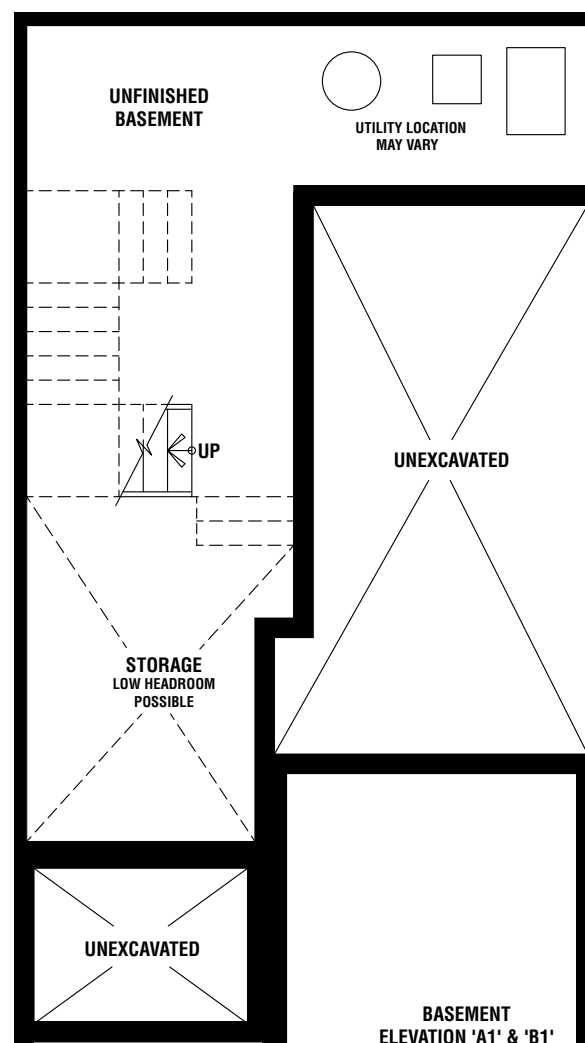 UNFINISHED
BASEMENT
UTILITY LOCATION
MAY VARY
UP
UNEXCAVATED
STORAGE
LOW HEADROOM
POSSIBLE
UNEXCAVATED
BASEMENT
ELEVATION 'A1' & 'B1'